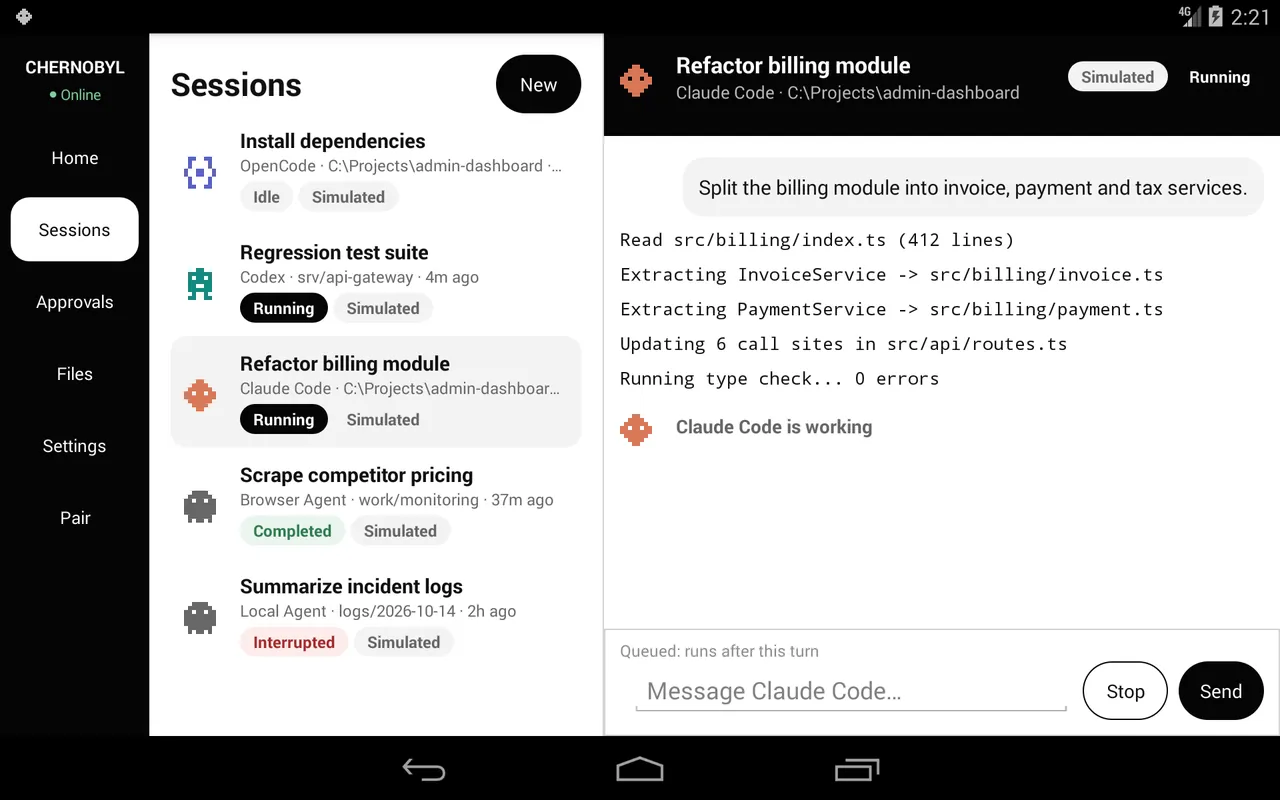 4G 2:21
CHERNOBYL
● Online
Home
Sessions
Approvals
Files
Settings
Pair
Sessions
New
Install dependencies
OpenCode · C:\Projects\admin-dashboard ·…
Idle Simulated
Regression test suite
Codex · srv/api-gateway · 4m ago
Running Simulated
Refactor billing module
Claude Code · C:\Projects\admin-dashboar…
Running Simulated
Scrape competitor pricing
Browser Agent · work/monitoring · 37m ago
Completed Simulated
Summarize incident logs
Local Agent · logs/2026-10-14 · 2h ago
Interrupted Simulated
Refactor billing module
Claude Code · C:\Projects\admin-dashboard
Simulated Running
Split the billing module into invoice, payment and tax services.
Read src/billing/index.ts (412 lines)
Extracting InvoiceService -> src/billing/invoice.ts
Extracting PaymentService -> src/billing/payment.ts
Updating 6 call sites in src/api/routes.ts
Running type check... 0 errors
Claude Code is working
Queued: runs after this turn
Message Claude Code…
Stop
Send